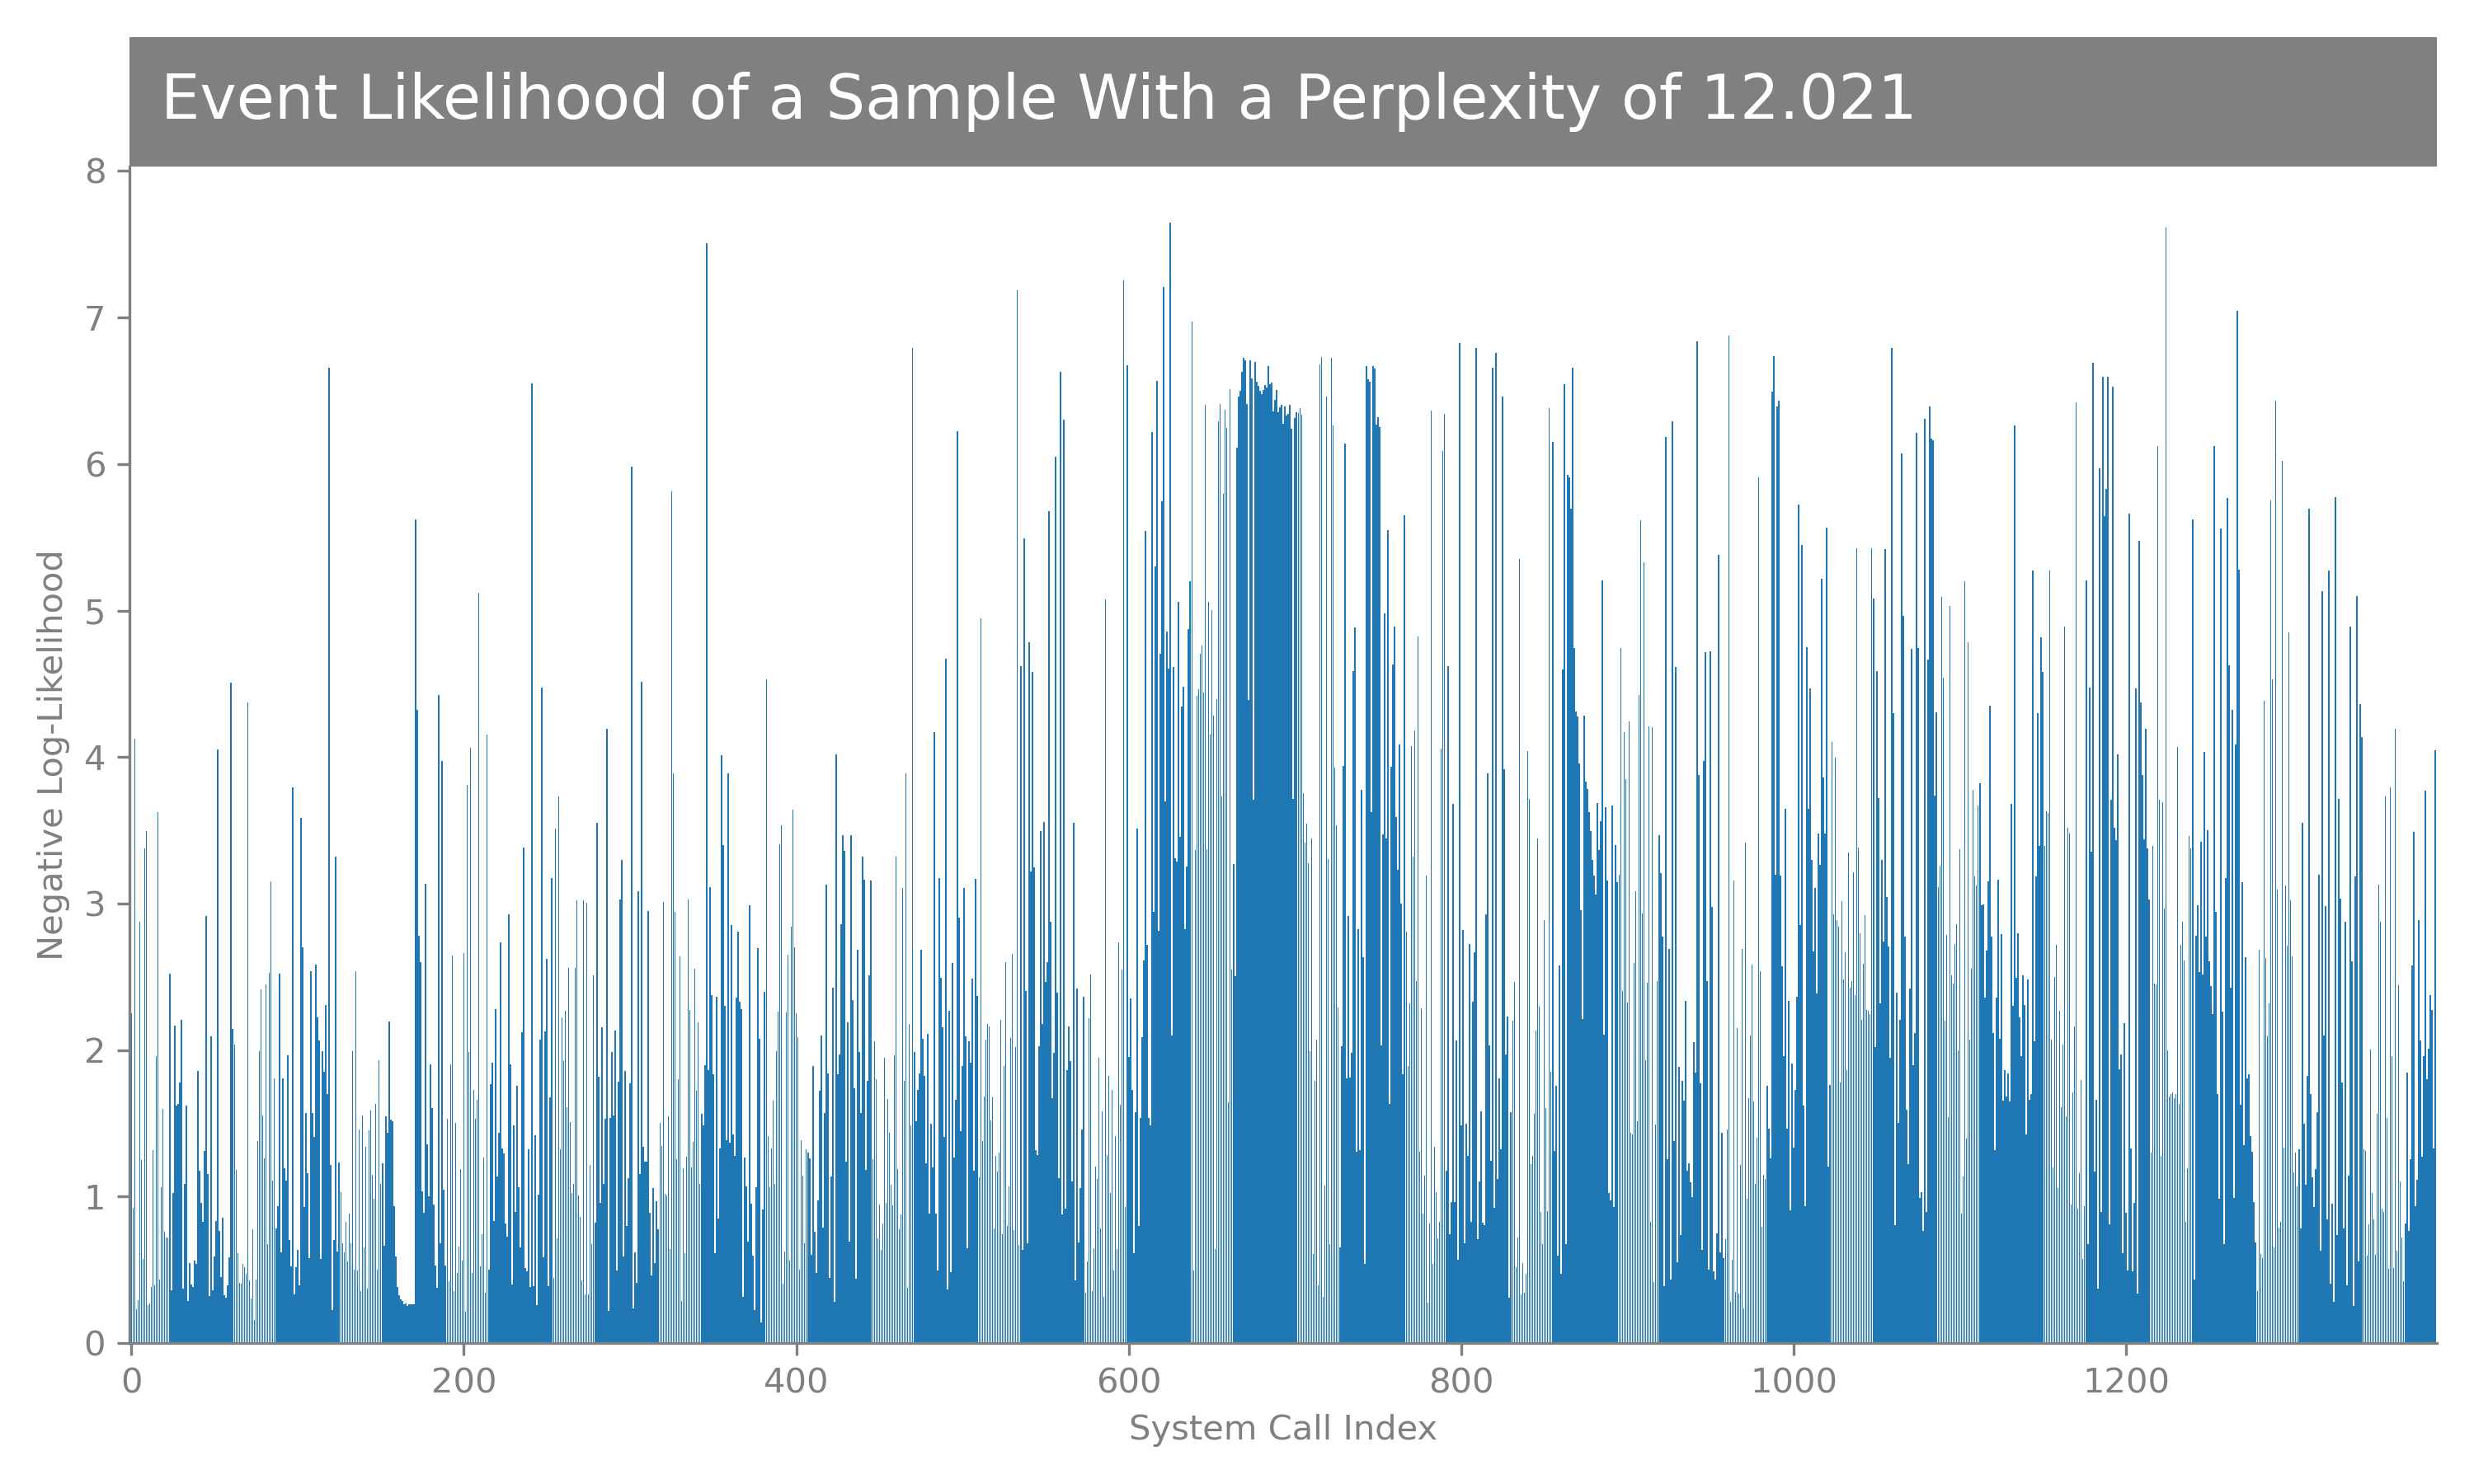 Event Likelihood of a Sample With a Perplexity of 12.021
8
7
6
5
4
3
2
1
0
Negative Log-Likelihood
0 200 400 600 800 1000 1200
System Call Index